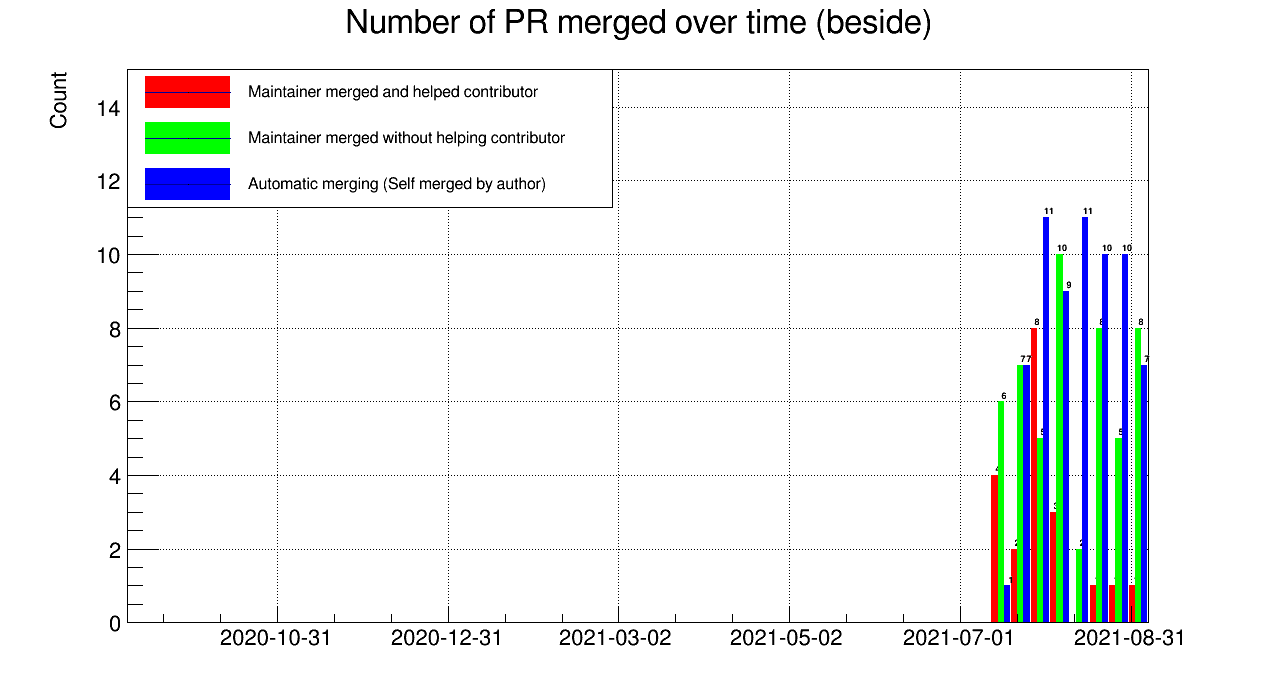 Number of PR merged over time (beside)
Count
Maintainer merged and helped contributor
Maintainer merged without helping contributor
Automatic merging (Self merged by author)
14
12
10
8
6
4
2
0
4 6 1
2 7 7
8 5 11
3 10 9
2 11
1 8 10
1 5 10
1 8 7
2020-10-31 2020-12-31 2021-03-02 2021-05-02 2021-07-01 2021-08-31